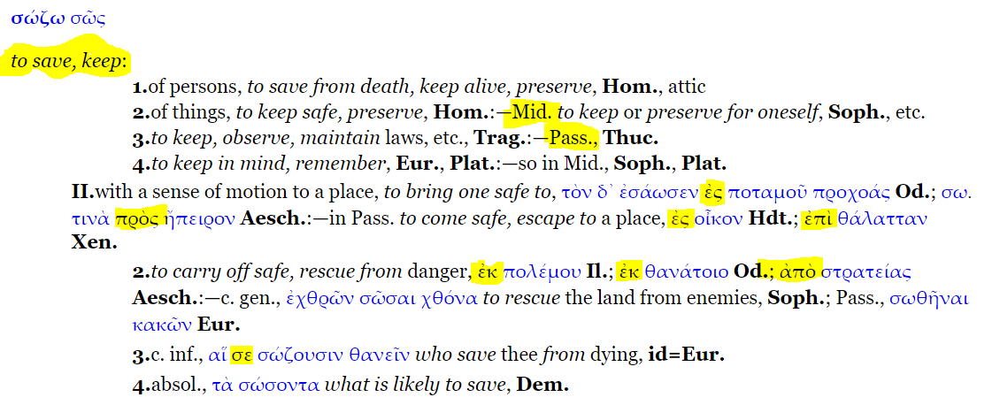 σώζω σῶς
to save, keep:
1.of persons, to save from death, keep alive, preserve, Hom., attic
2.of things, to keep safe, preserve, Hom.:—Mid. to keep or preserve for oneself, Soph., etc.
3.to keep, observe, maintain laws, etc., Trag.:—Pass., Thuc.
4.to keep in mind, remember, Eur., Plat.:—so in Mid., Soph., Plat.
II.with a sense of motion to a place, to bring one safe to, τὸν δʼ ἐσάωσεν ἐς ποταμοῦ προχοάς Od.; σω.
τινὰ πρὸς ἤπειρον Aesch.:—in Pass. to come safe, escape to a place, ἐς οἶκον Hdt.; ἐπὶ θάλατταν
Xen.
2.to carry off safe, rescue from danger, ἐκ πολέμου Il.; ἐκ θανάτοιο Od.; ἀπὸ στρατείας
Aesch.:—c. gen., ἐχθρῶν σῶσαι χθόνα to rescue the land from enemies, Soph.; Pass., σωθῆναι
κακῶν Eur.
3.c. inf., αἵ σε σώζουσιν θανεῖν who save thee from dying, id=Eur.
4.absol., τὰ σώσοντα what is likely to save, Dem.